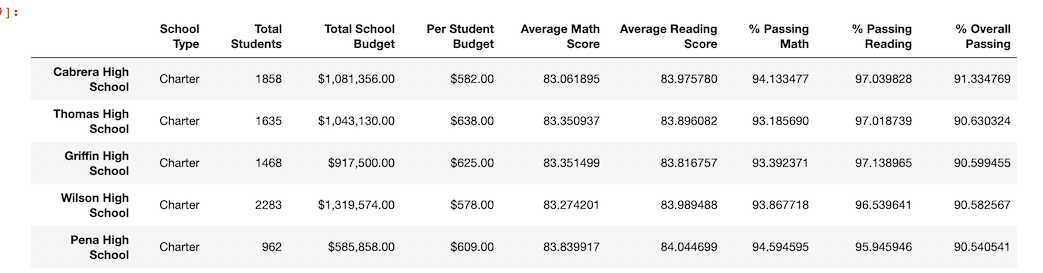 ]:
School Type Total Students Total School Budget Per Student Budget Average Math Score Average Reading Score % Passing Math % Passing Reading % Overall Passing
Cabrera High School Charter 1858 $1,081,356.00 $582.00 83.061895 83.975780 94.133477 97.039828 91.334769
Thomas High School Charter 1635 $1,043,130.00 $638.00 83.350937 83.896082 93.185690 97.018739 90.630324
Griffin High School Charter 1468 $917,500.00 $625.00 83.351499 83.816757 93.392371 97.138965 90.599455
Wilson High School Charter 2283 $1,319,574.00 $578.00 83.274201 83.989488 93.867718 96.539641 90.582567
Pena High School Charter 962 $585,858.00 $609.00 83.839917 84.044699 94.594595 95.945946 90.540541